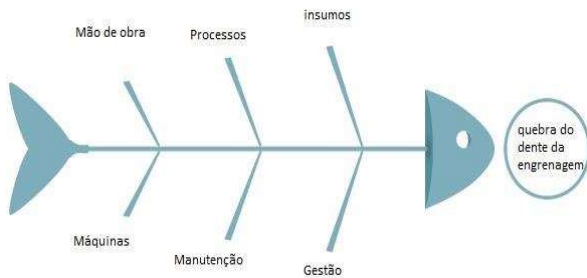 Mão de obra
Processos
insumos
quebra do
dente da
engrenagem
Máquinas
Manutenção
Gestão